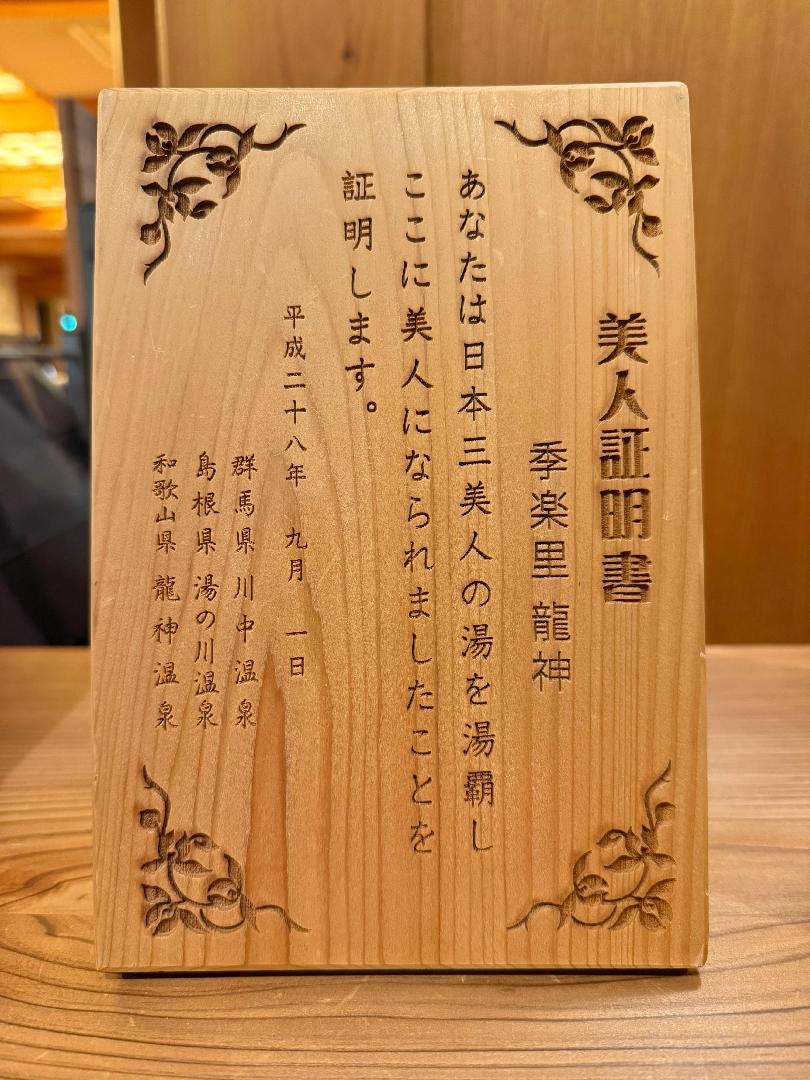 美人証明書
季楽里 龍神
あなたは日本三美人の湯を湯覇し
ここに美人になられましたことを
証明します。
平成二十八年 九月 一日
群馬県 川中温泉
島根県 湯の川温泉
和歌山県 龍神温泉